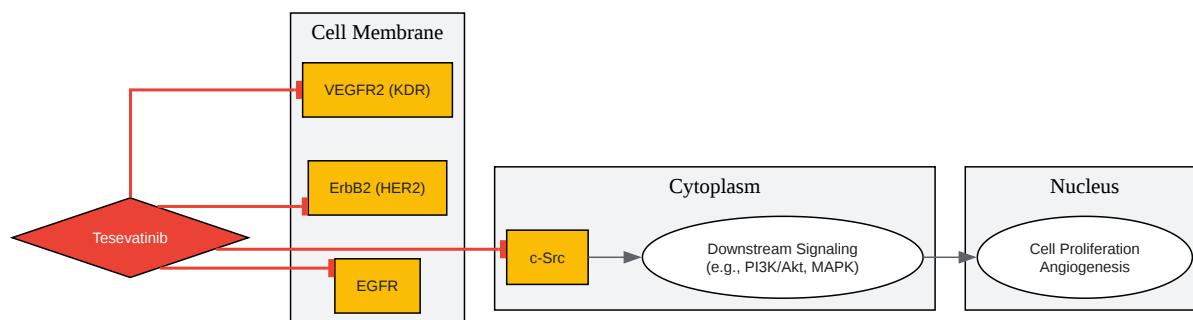 Cell Membrane
VEGFR2 (KDR)
ErbB2 (HER2)
Tesevatinib
EGFR
Cytoplasm
c-Src
Downstream Signaling
(e.g., PI3K/Akt, MAPK)
Nucleus
Cell Proliferation
Angiogenesis